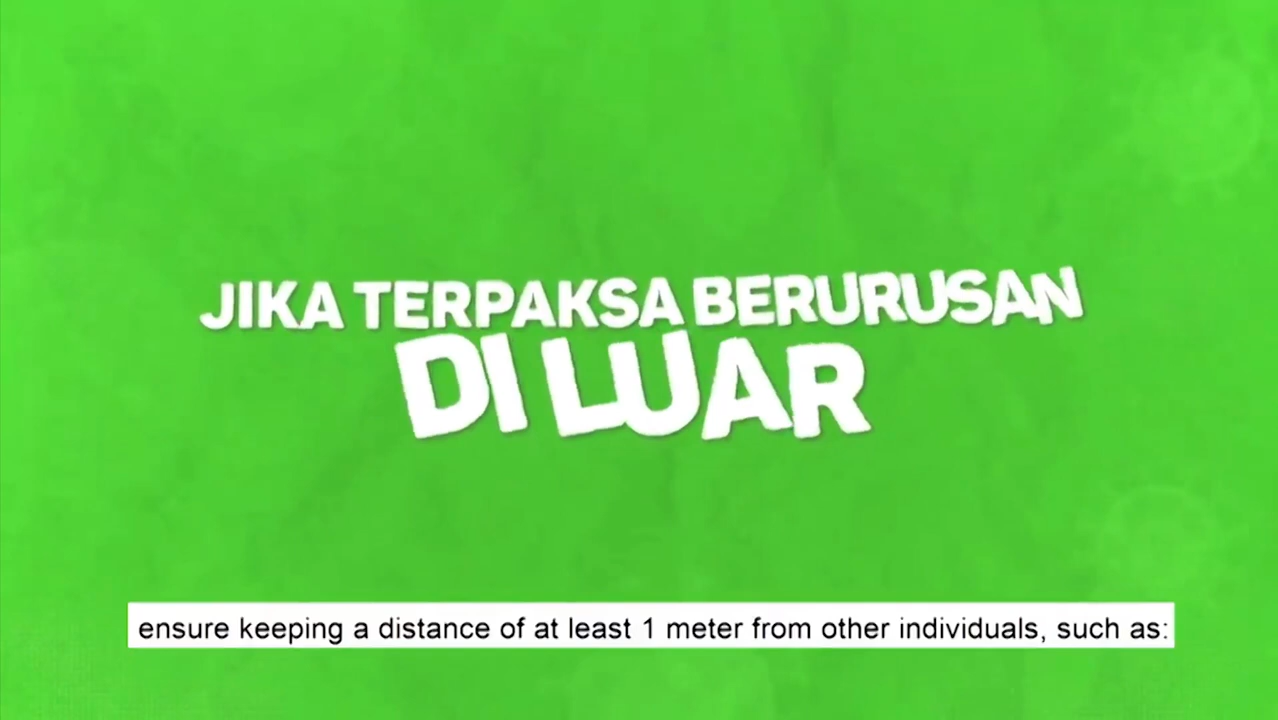 JIKA TERPAKSA BERURUSAN
DI LUAR
ensure keeping a distance of at least 1 meter from other individuals, such as: